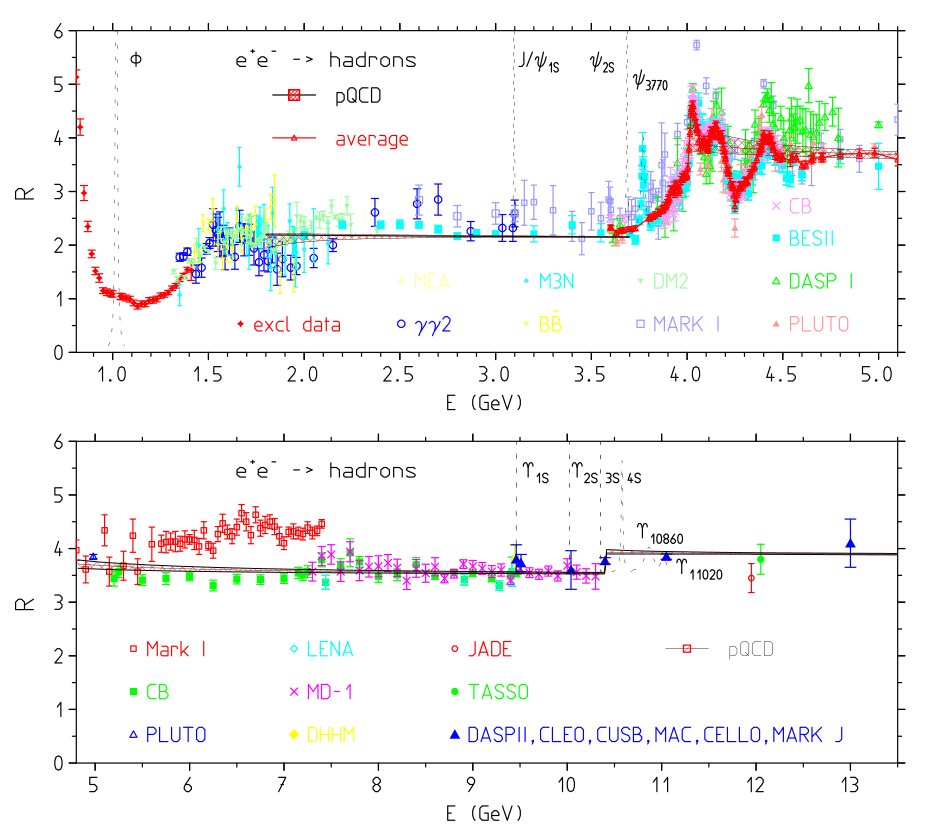 6
5
4
3
2
1
0
R
Φ
e⁺e⁻ -> hadrons
pQCD
average
J/ψ1S
ψ2S
ψ3770
CB
BESII
MEA M3N DM2 DASP I
excl data γγ2 BB̄ MARK I PLUTO
1.0 1.5 2.0 2.5 3.0 3.5 4.0 4.5 5.0
E (GeV)
6
5
4
3
2
1
0
R
e⁺e⁻ -> hadrons
ϒ1S ϒ2S 3S 4S
ϒ10860
ϒ11020
Mark I LENA JADE pQCD
CB MD-1 TASSO
PLUTO DHHM DASPII,CLEO,CUSB,MAC,CELLO,MARK J
5 6 7 8 9 10 11 12 13
E (GeV)